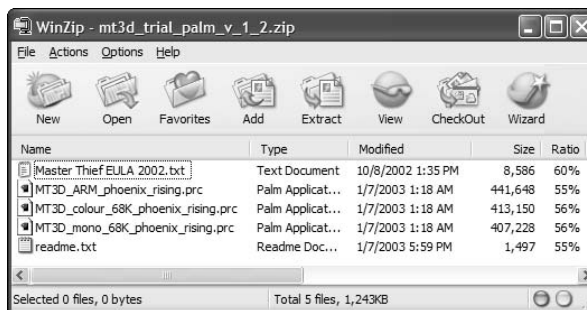 WinZip - mt3d_trial_palm_v_1_2.zip
File Actions Options Help
New Open Favorites Add Extract View CheckOut Wizard
Name Type Modified Size Ratio
Master Thief EULA 2002.txt Text Document 10/8/2002 1:35 PM 8,586 60%
MT3D_ARM_phoenix_rising.prc Palm Applicat... 1/7/2003 1:18 AM 441,648 55%
MT3D_colour_68K_phoenix_rising.prc Palm Applicat... 1/7/2003 1:18 AM 413,150 56%
MT3D_mono_68K_phoenix_rising.prc Palm Applicat... 1/7/2003 1:18 AM 407,228 56%
readme.txt Readme Doc... 1/7/2003 5:59 PM 1,497 55%
Selected 0 files, 0 bytes Total 5 files, 1,243KB